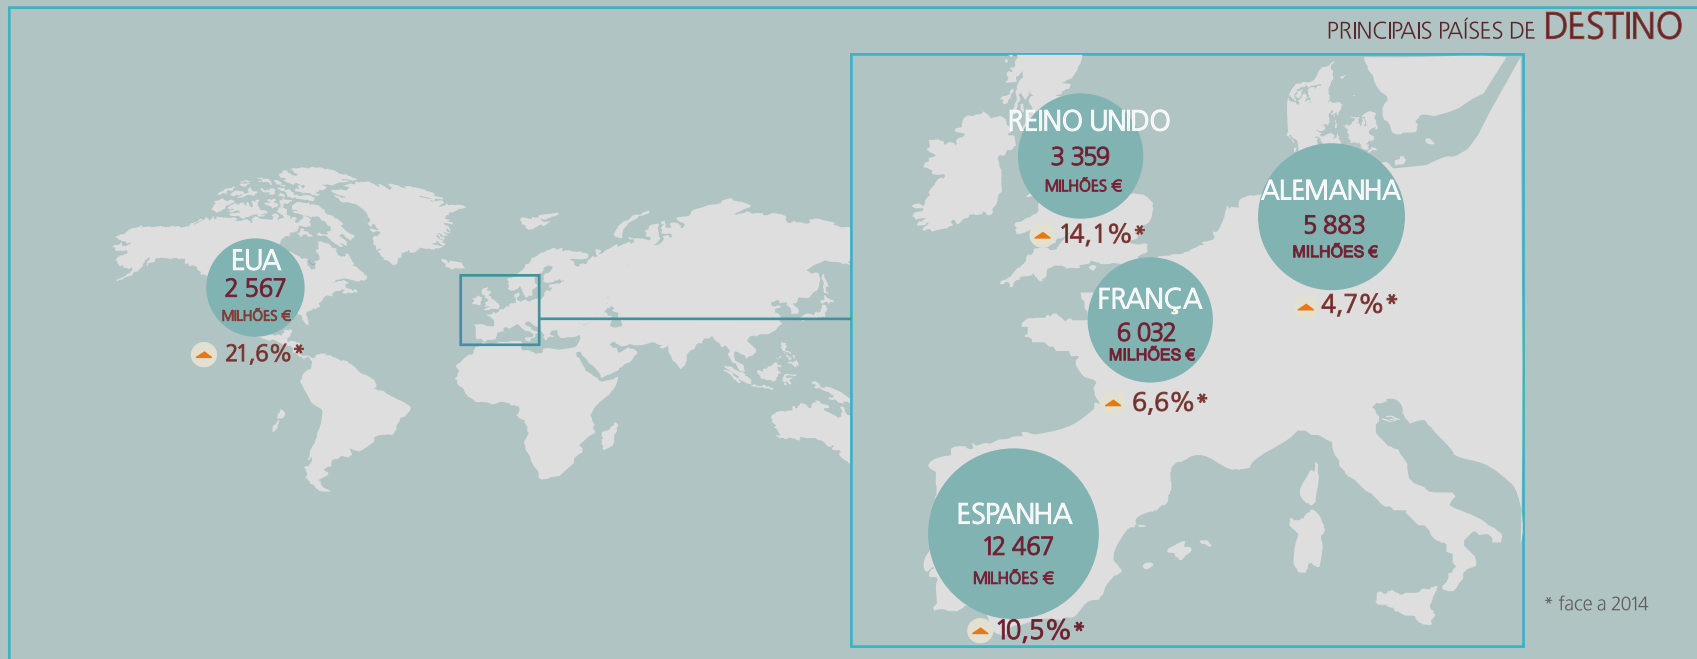 PRINCIPAIS PAÍSES DE DESTINO
EUA
2 567
MILHÕES €
21,6%*
REINO UNIDO
3 359
MILHÕES €
14,1%*
ALEMANHA
5 883
MILHÕES €
4,7%*
FRANÇA
6 032
MILHÕES €
6,6%*
ESPANHA
12 467
MILHÕES €
10,5%*
* face a 2014